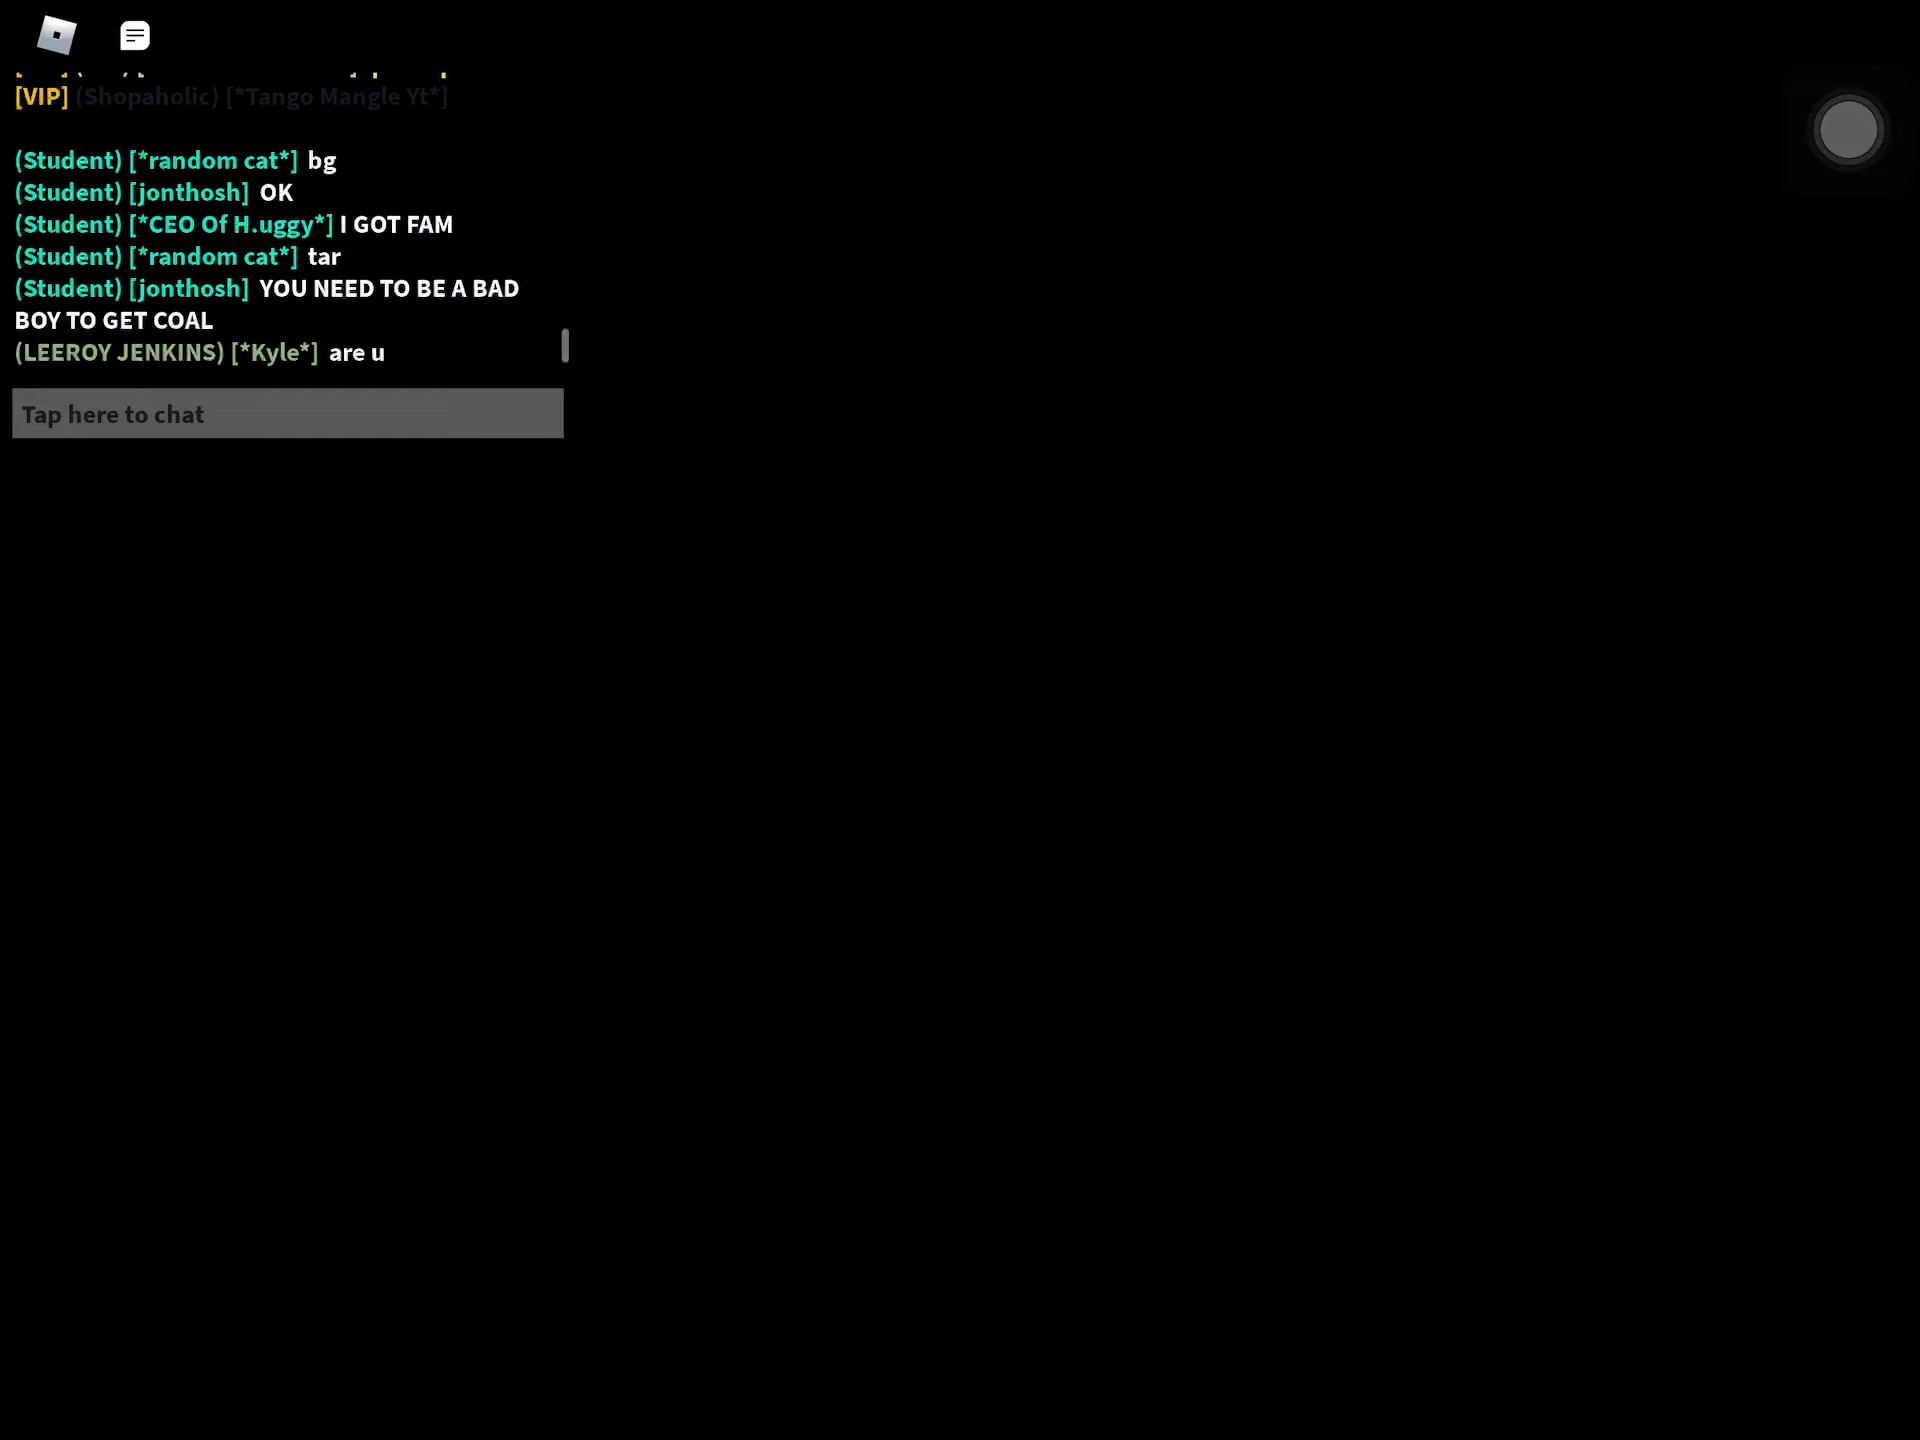 [VIP] (Shopaholic) [*Tango Mangle Yt*]
(Student) [*random cat*] bg
(Student) [jonthosh] OK
(Student) [*CEO Of H.uggy*] I GOT FAM
(Student) [*random cat*] tar
(Student) [jonthosh] YOU NEED TO BE A BAD
BOY TO GET COAL
(LEEROY JENKINS) [*Kyle*] are u
Tap here to chat